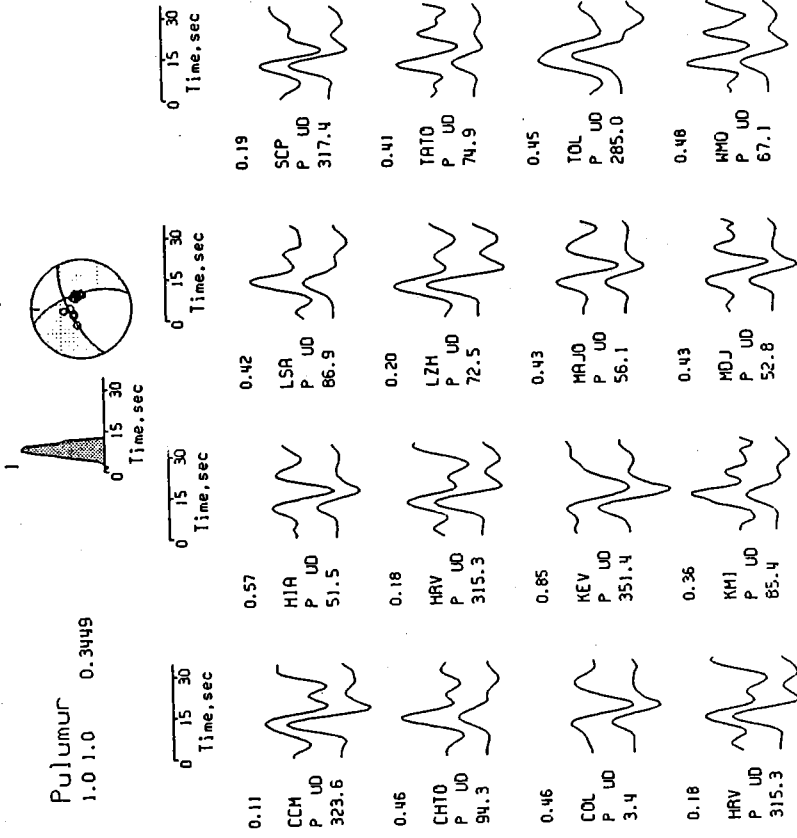 Pulumur
1.0 1.0 0.3449
1
0 15 30
Time, sec
0 15 30
Time, sec
0 15 30
Time, sec
0 15 30
Time, sec
0 15 30
Time, sec
0.11
CCM
P UD
323.6
0.57
HIA
P UD
51.5
0.42
LSA
P UD
86.9
0.19
SCP
P UD
317.4
0.46
CHTO
P UD
94.3
0.18
HRV
P UD
315.3
0.20
LZH
P UD
72.5
0.41
TATO
P UD
74.9
0.46
COL
P UD
3.4
0.85
KEV
P UD
351.4
0.43
MAJO
P UD
56.1
0.45
TOL
P UD
285.0
0.18
HRV
P UD
315.3
0.36
KMI
P UD
85.4
0.43
MDJ
P UD
52.8
0.48
WMO
P UD
67.1